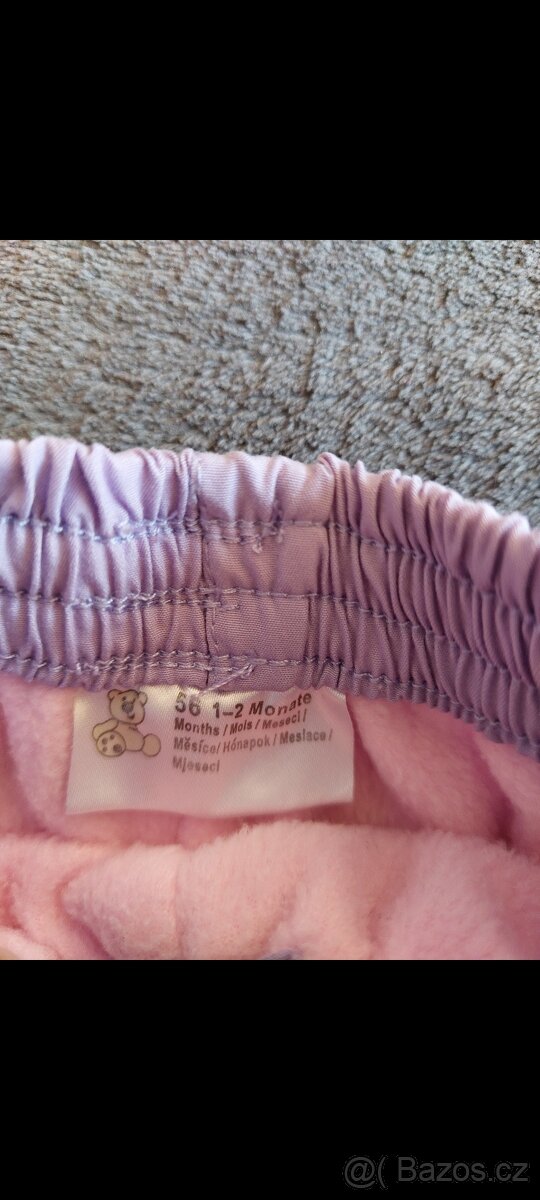 56 1-2 Monate
Months / Mois / Meseci /
Měsíce/ Hónapok / Mesiace /
Mjeseci
@( Bazos.cz